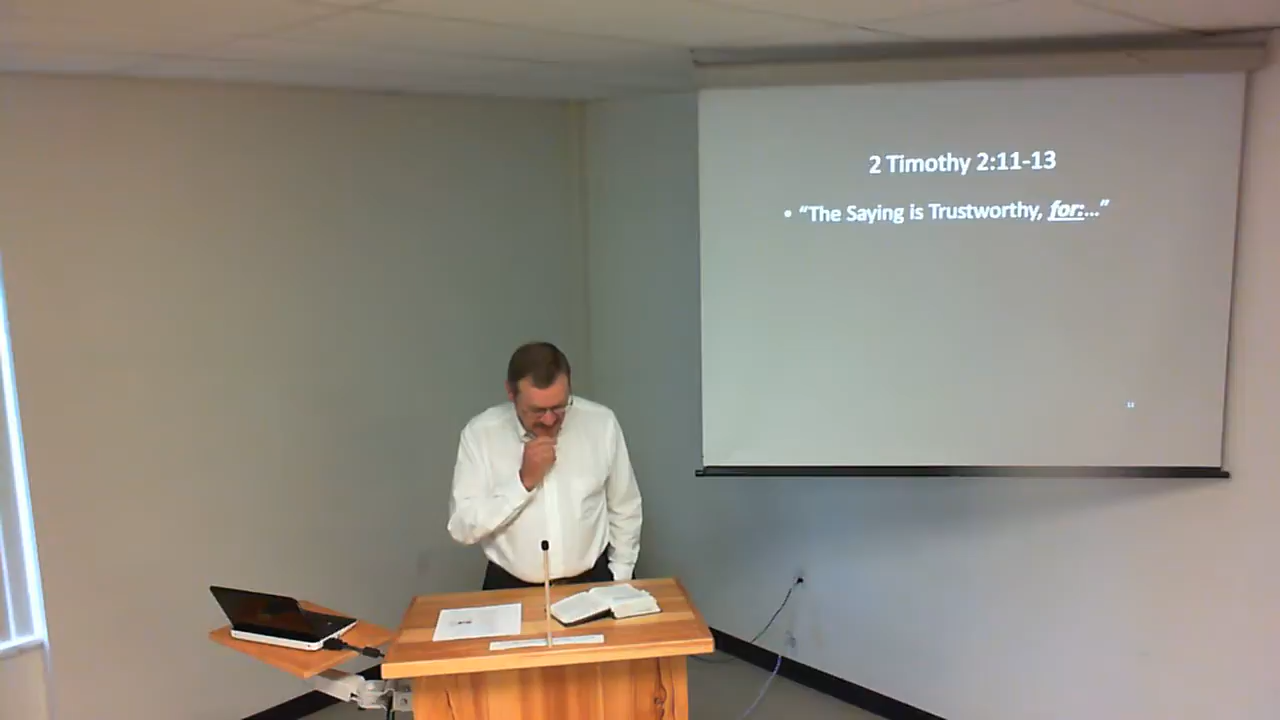 2 Timothy 2:11-13
• “The Saying is Trustworthy, for:…”